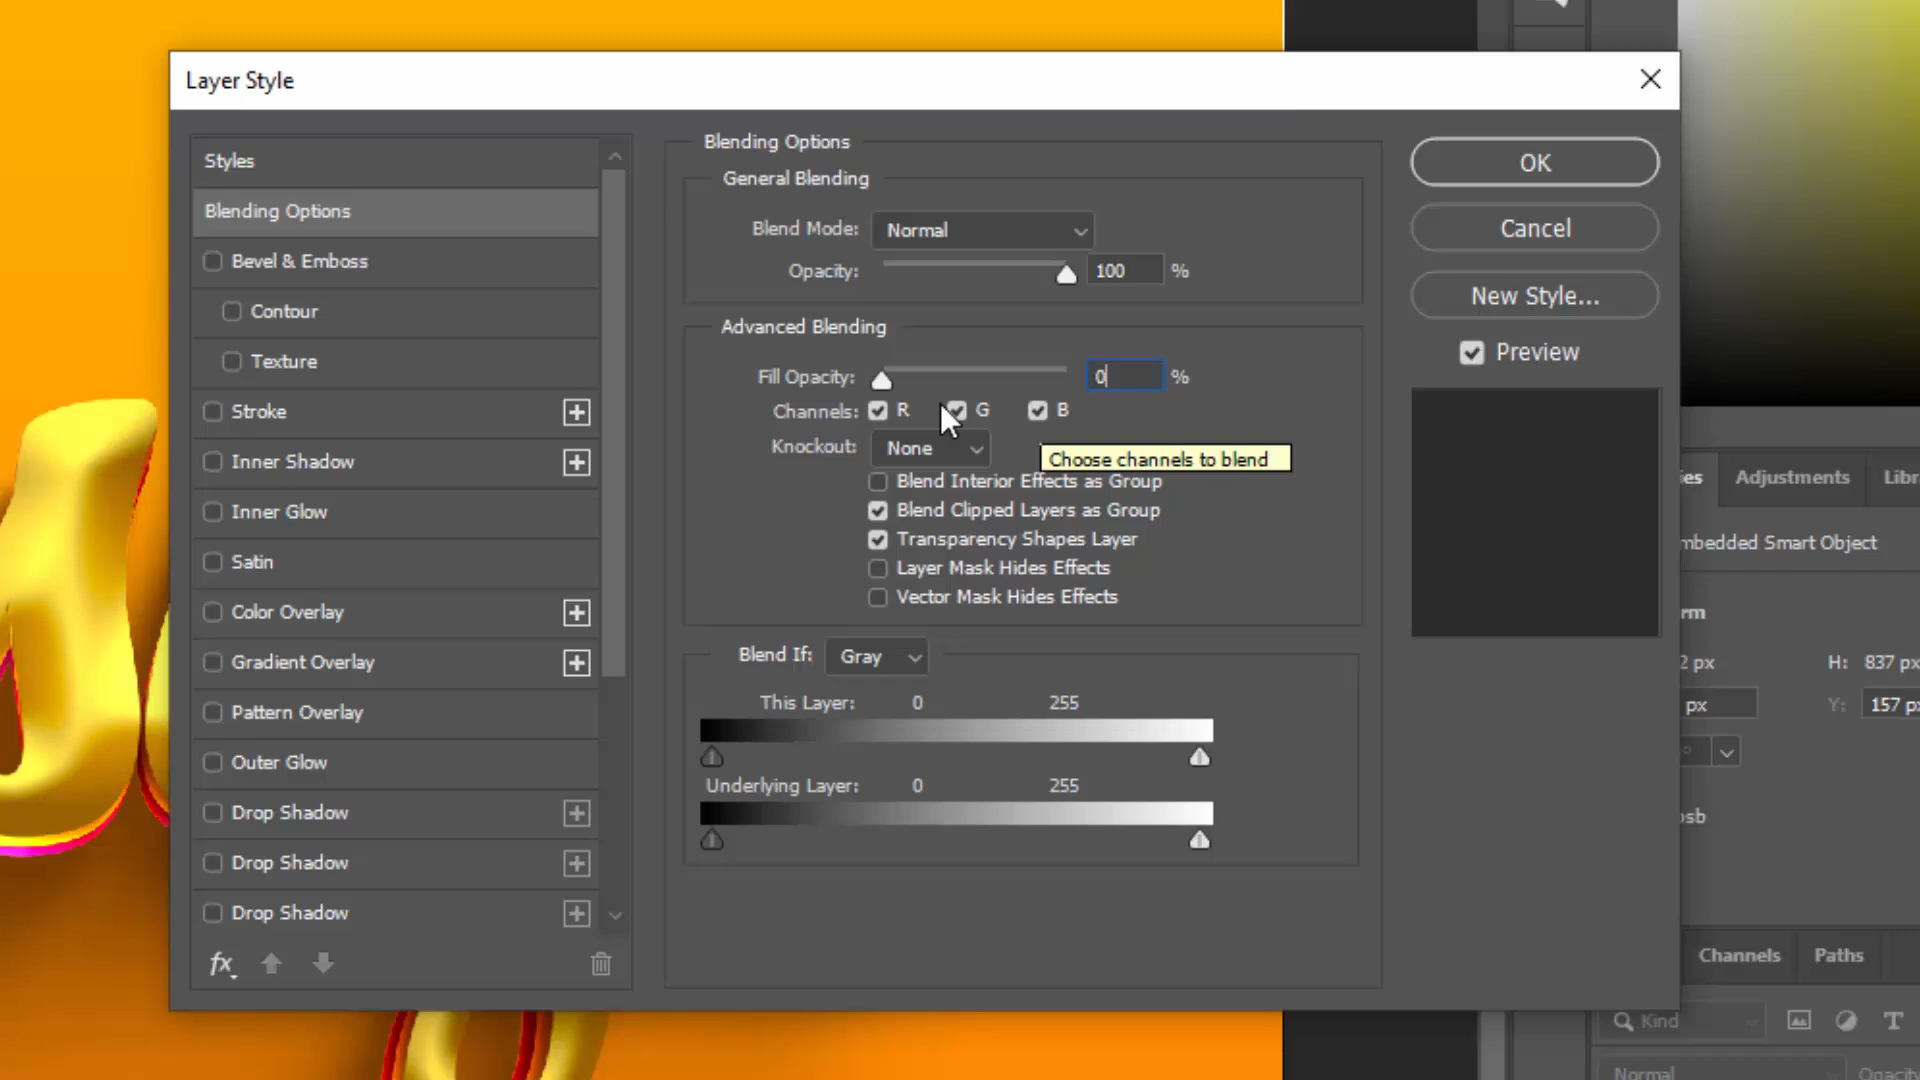 Layer Style
Styles
Blending Options
Bevel & Emboss
Contour
Texture
Stroke
Inner Shadow
Inner Glow
Satin
Color Overlay
Gradient Overlay
Pattern Overlay
Outer Glow
Drop Shadow
Drop Shadow
Drop Shadow
fx
Blending Options
General Blending
Blend Mode: Normal
Opacity: 100 %
Advanced Blending
Fill Opacity: 0 %
Channels: R G B
Knockout: None
Choose channels to blend
Blend Interior Effects as Group
Blend Clipped Layers as Group
Transparency Shapes Layer
Layer Mask Hides Effects
Vector Mask Hides Effects
Blend If: Gray
This Layer: 0 255
Underlying Layer: 0 255
OK
Cancel
New Style...
Preview
Adjustments
Smart Object
px H: 837 px
px Y: 157
Channels Paths
Kind
Normal